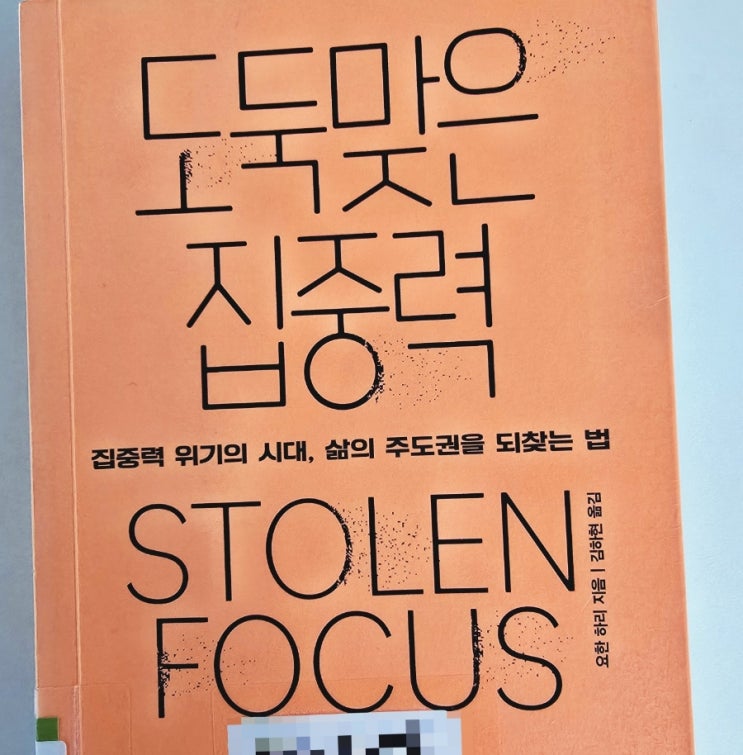 도둑맞은
집중력
집중력 위기의 시대, 삶의 주도권을 되찾는 법
STOLEN
FOCUS
요한 하리 지음 | 김하현 옮김